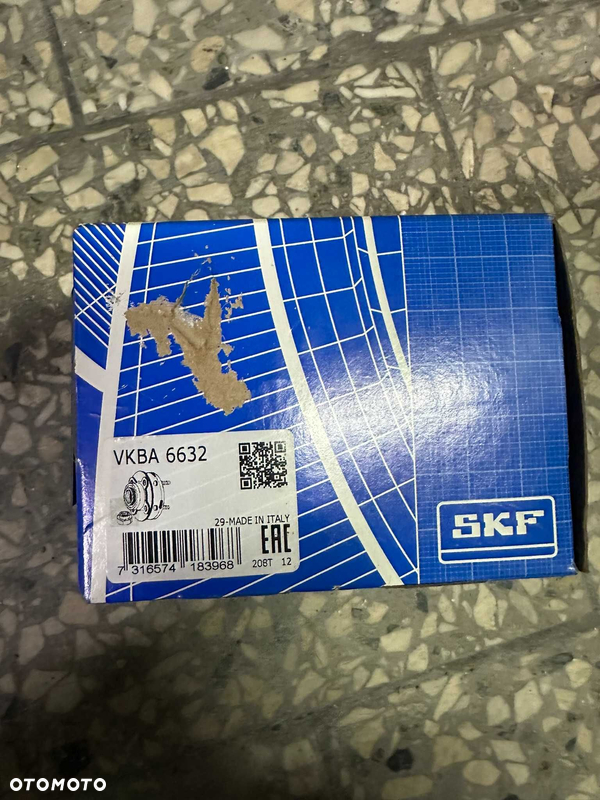 VKBA 6632
29-MADE IN ITALY
EAC
7 316574 183968
208T 12
SKF
OTOMOTO